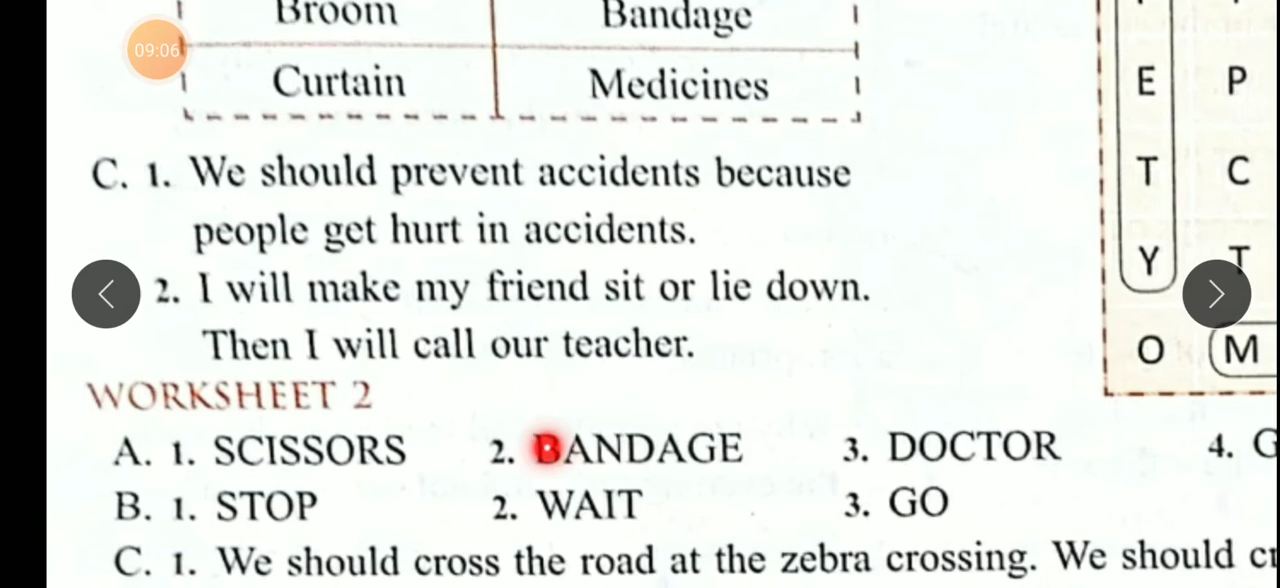 Broom Bandage
09:06
Curtain Medicines
E P
C. 1. We should prevent accidents because
T C
people get hurt in accidents.
Y T
2. I will make my friend sit or lie down.
Then I will call our teacher.
O M
WORKSHEET 2
A. 1. SCISSORS 2. BANDAGE 3. DOCTOR 4. G
B. 1. STOP 2. WAIT 3. GO
C. 1. We should cross the road at the zebra crossing. We should